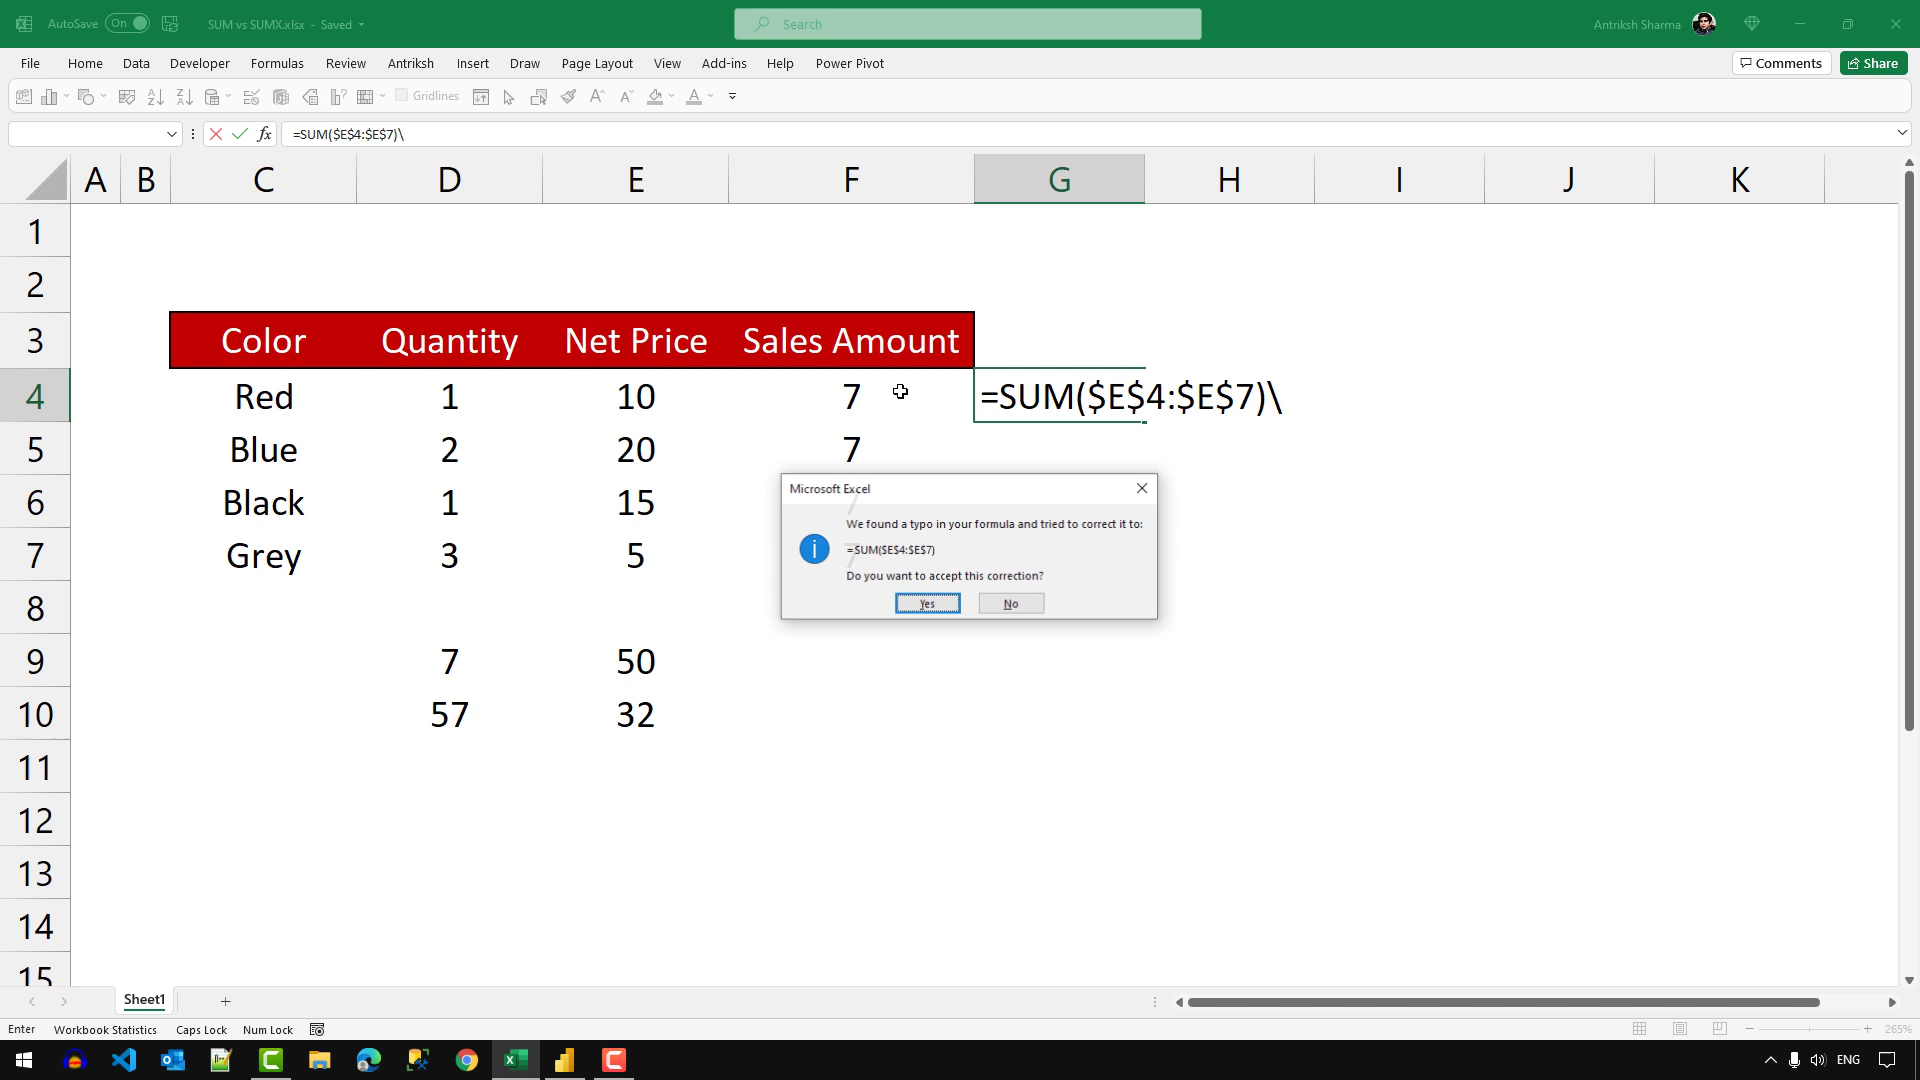 AutoSave On SUM vs SUMX.xlsx - Saved Search Antriksh Sharma
File Home Data Developer Formulas Review Antriksh Insert Draw Page Layout View Add-ins Help Power Pivot Comments Share
Gridlines
fx =SUM($E$4:$E$7)\
A B C D E F G H I J K
1
2
3 Color Quantity Net Price Sales Amount
4 Red 1 10 7 =SUM($E$4:$E$7)\
5 Blue 2 20 7
6 Black 1 15 7
7 Grey 3 5 7
8
9 7 50
10 57 32
11
12
13
14
15
Microsoft Excel
We found a typo in your formula and tried to correct it to:
=SUM($E$4:$E$7)
Do you want to accept this correction?
Yes No
Sheet1
Enter Workbook Statistics Caps Lock Num Lock 265%
ENG